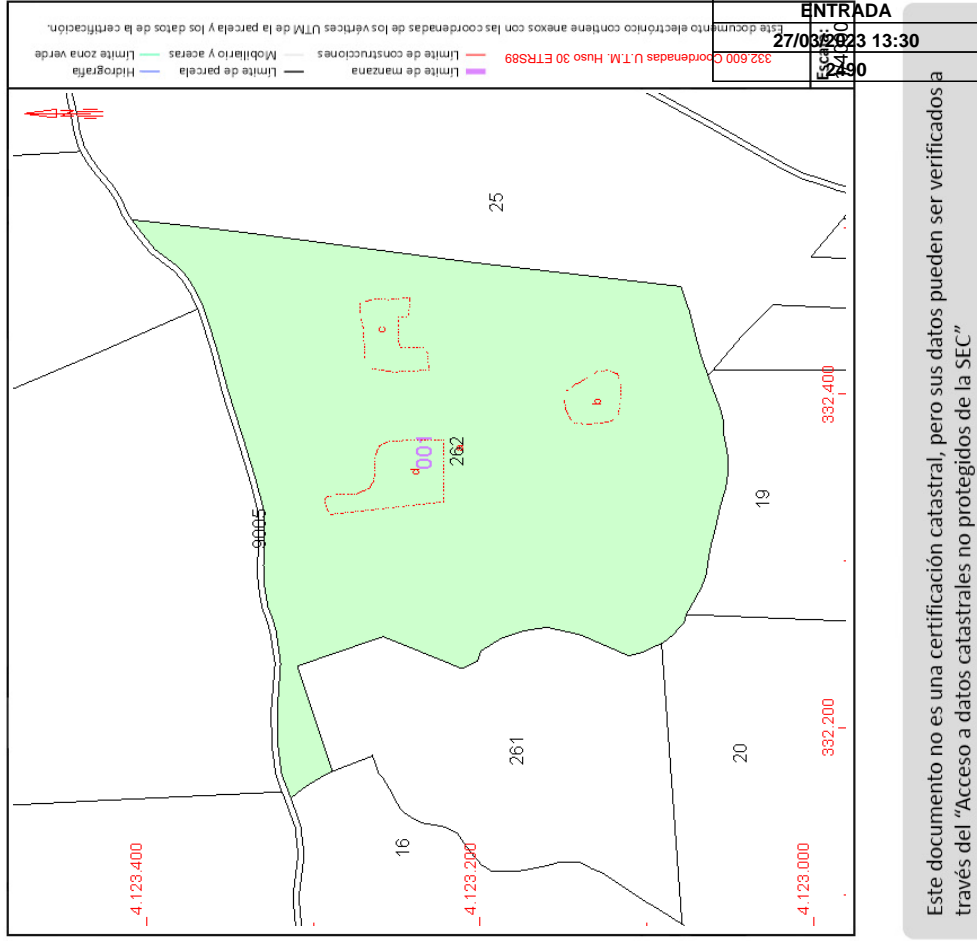 ENTRADA
27/03/2023 13:30
2490
Este documento electrónico contiene anexos con las coordenadas de los vértices UTM de la de la parcela y los datos de la certificación.
332.600 Coordenadas U.T.M. Huso 30 ETRS89
Límite de manzana
Límite de parcela
Hidrografía
Límite de construcciones
Mobiliario y aceras
Límite zona verde
N
25
c
332.400
b
001
d
262
a
19
9005
261
332.200
20
16
4.123.400
4.123.200
4.123.000
Este documento no es una certificación catastral, pero sus datos pueden ser verificados a
través del “Acceso a datos catastrales no protegidos de la SEC”